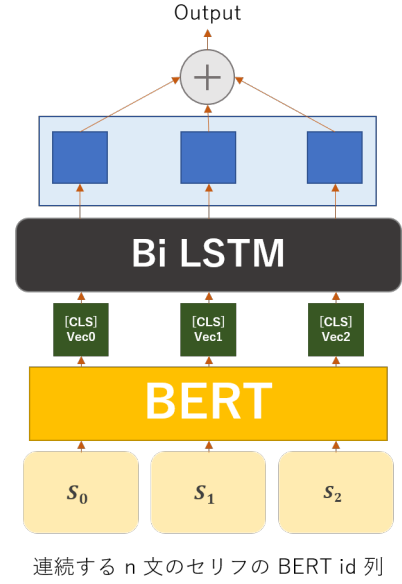 Output
+
Bi LSTM
[CLS] [CLS] [CLS]
Vec0 Vec1 Vec2
BERT
S₀ S₁ S₂
連続する n 文のセリフの BERT id 列